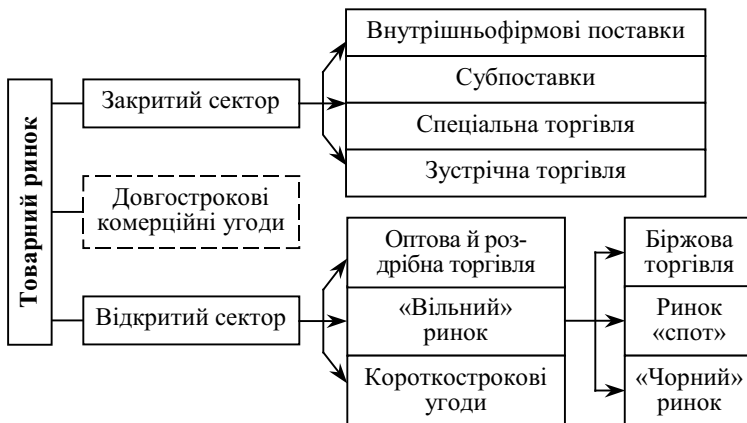 Товарний ринок
Закритий сектор
Внутрішньофірмові поставки
Субпоставки
Спеціальна торгівля
Зустрічна торгівля
Довгострокові
комерційні угоди
Відкритий сектор
Оптова й роз-
дрібна торгівля
«Вільний»
ринок
Короткострокові
угоди
Біржова
торгівля
Ринок
«спот»
«Чорний»
ринок